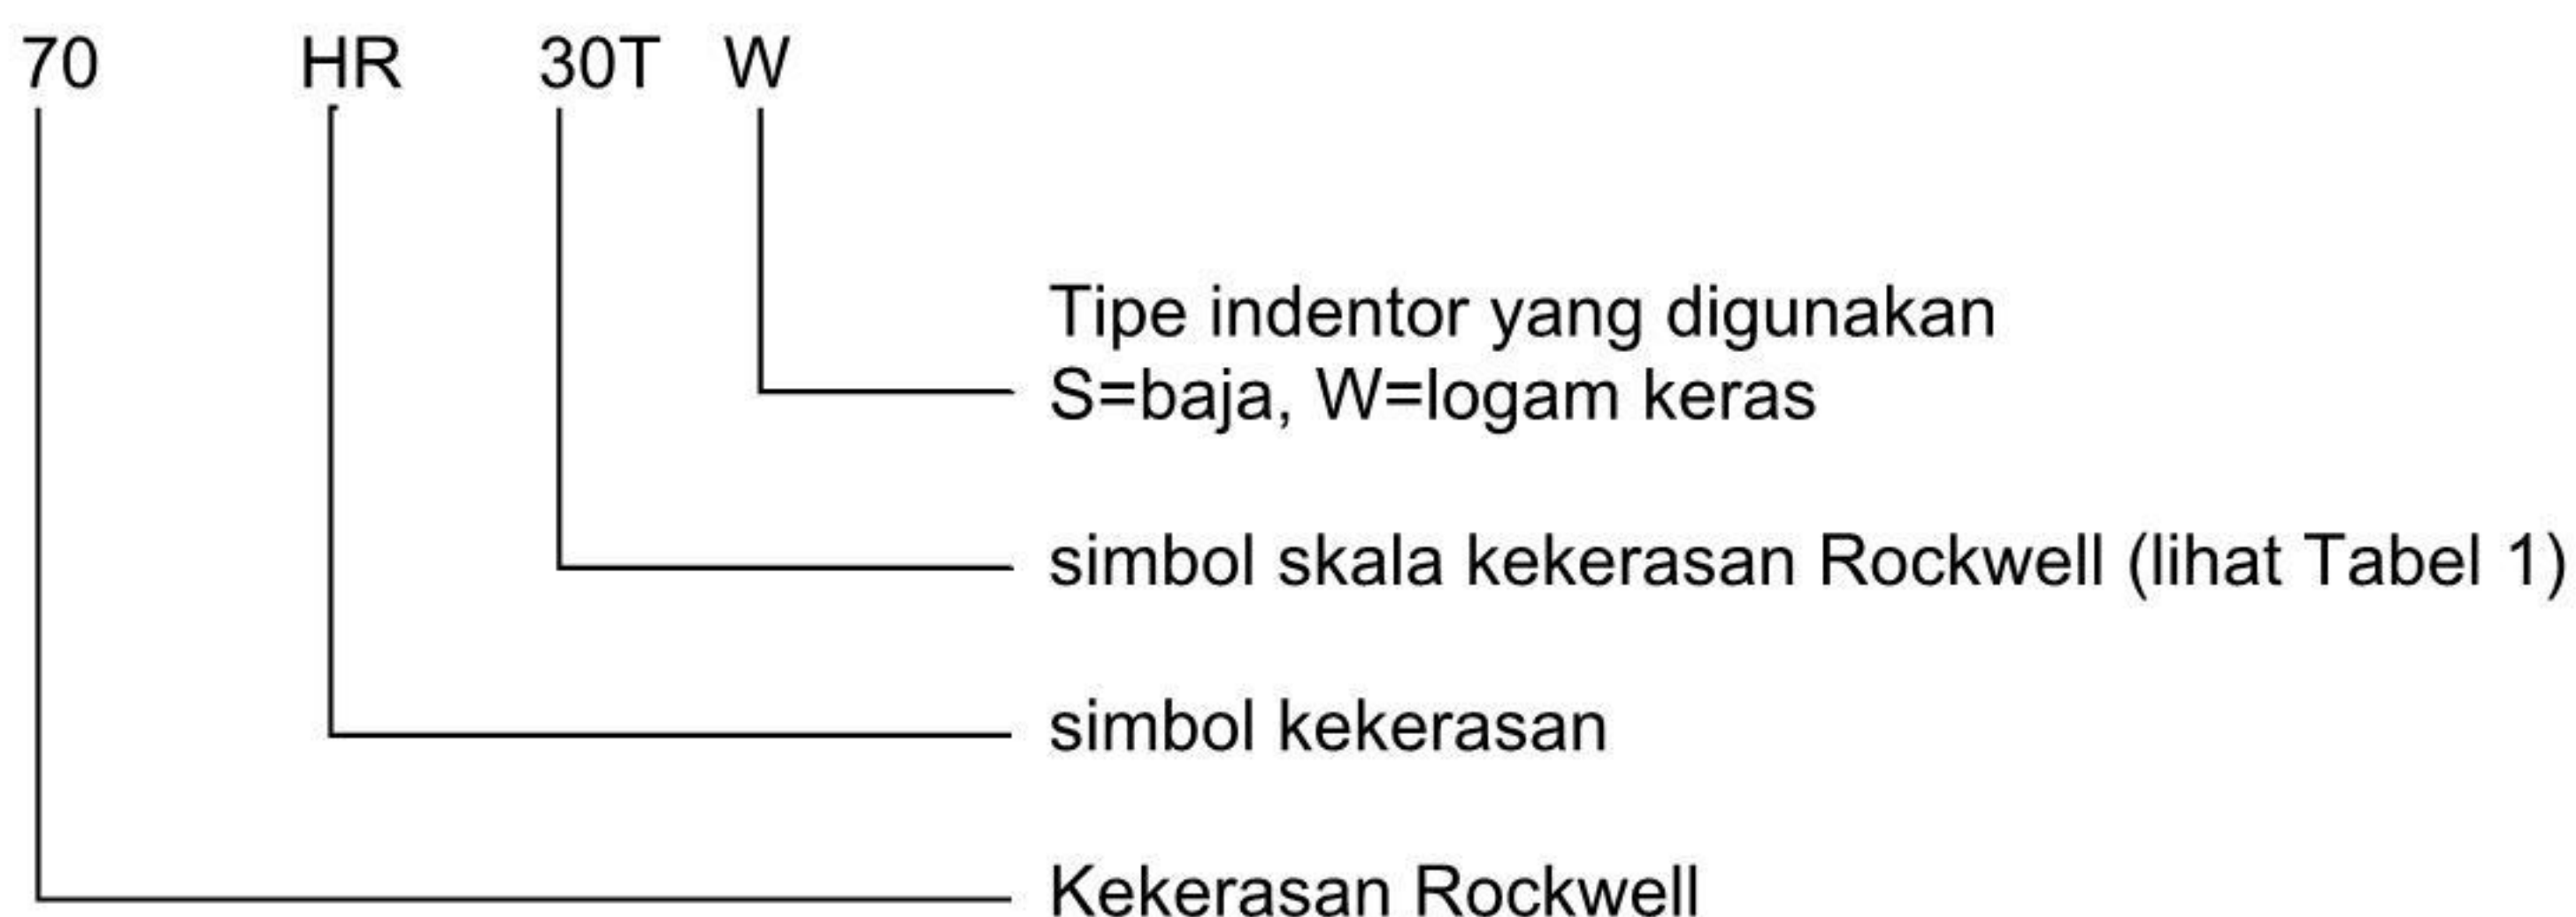 70 HR 30T W
Tipe indentor yang digunakan
S=baja, W=logam keras
simbol skala kekerasan Rockwell (lihat Tabel 1)
simbol kekerasan
Kekerasan Rockwell